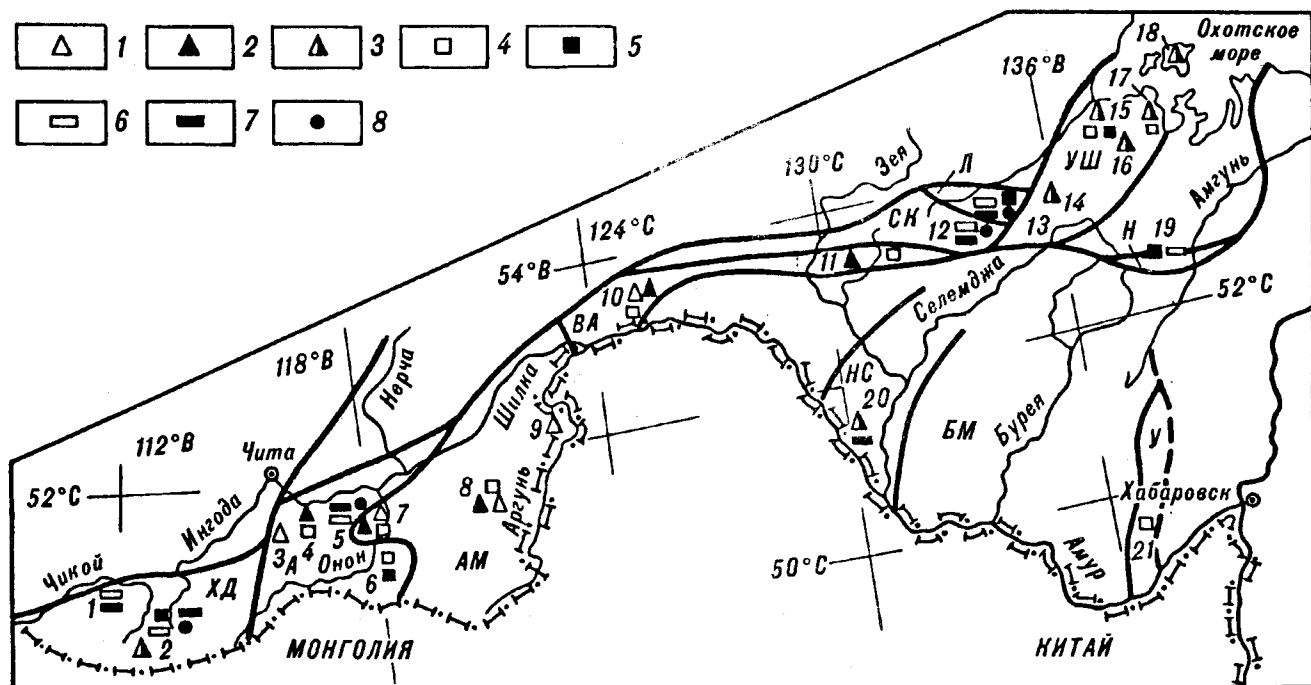 1 2 3 4 5
6 7 8
18 Охотское море
136°В
17
15
16
УШ
14
13
Амгунь
130°С
Зея
Л
СК
12
Н
19
11
Селемджа
52°С
124°С
54°В
10
ВА
118°В
Нерча
Шилка
НС
20
БМ
Бурея
У
Хабаровск
21
Амур
50°С
9
Аргунь
8
АМ
112°В
Чита
52°С
Ингода
7
3
А
4
5
Онон
6
Чикой
1
ХД
2
МОНГОЛИЯ
КИТАЙ